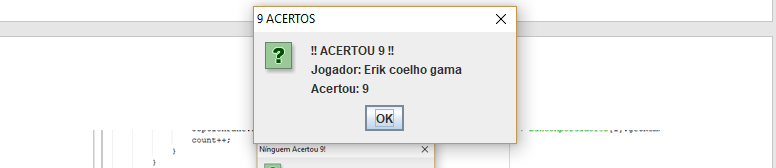 9 ACERTOS
!! ACERTOU 9 !!
Jogador: Erik coelho gama
Acertou: 9
OK
count++;
}
Ninguem Acertou 9!
}